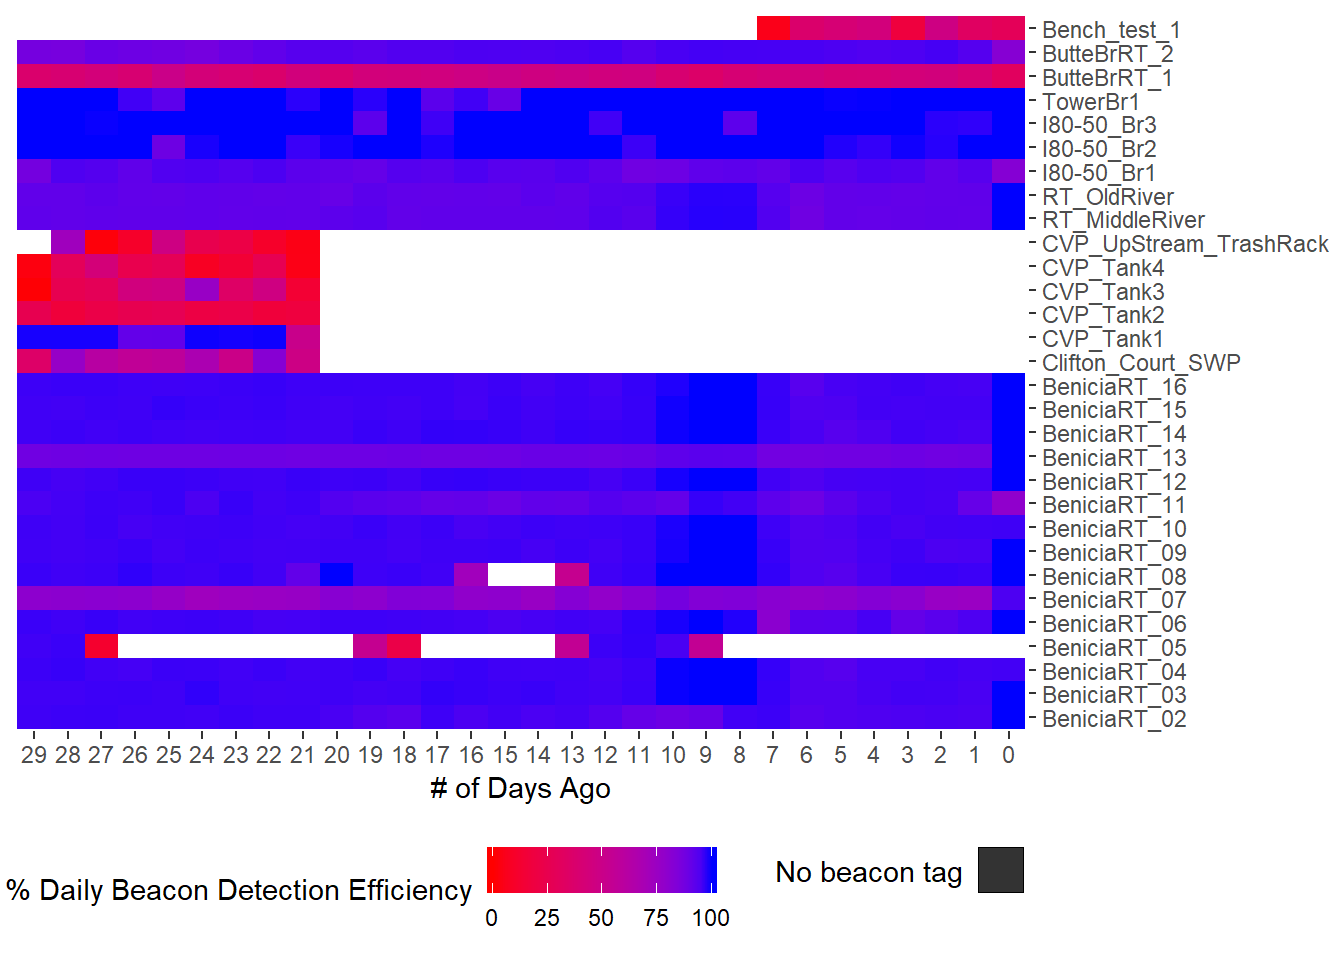 Bench_test_1
ButteBrRT_2
ButteBrRT_1
TowerBr1
I80-50_Br3
I80-50_Br2
I80-50_Br1
RT_OldRiver
RT_MiddleRiver
CVP_UpStream_TrashRack
CVP_Tank4
CVP_Tank3
CVP_Tank2
CVP_Tank1
Clifton_Court_SWP
BeniciaRT_16
BeniciaRT_15
BeniciaRT_14
BeniciaRT_13
BeniciaRT_12
BeniciaRT_11
BeniciaRT_10
BeniciaRT_09
BeniciaRT_08
BeniciaRT_07
BeniciaRT_06
BeniciaRT_05
BeniciaRT_04
BeniciaRT_03
BeniciaRT_02
29 28 27 26 25 24 23 22 21 20 19 18 17 16 15 14 13 12 11 10 9 8 7 6 5 4 3 2 1 0
# of Days Ago
% Daily Beacon Detection Efficiency
0 25 50 75 100
No beacon tag